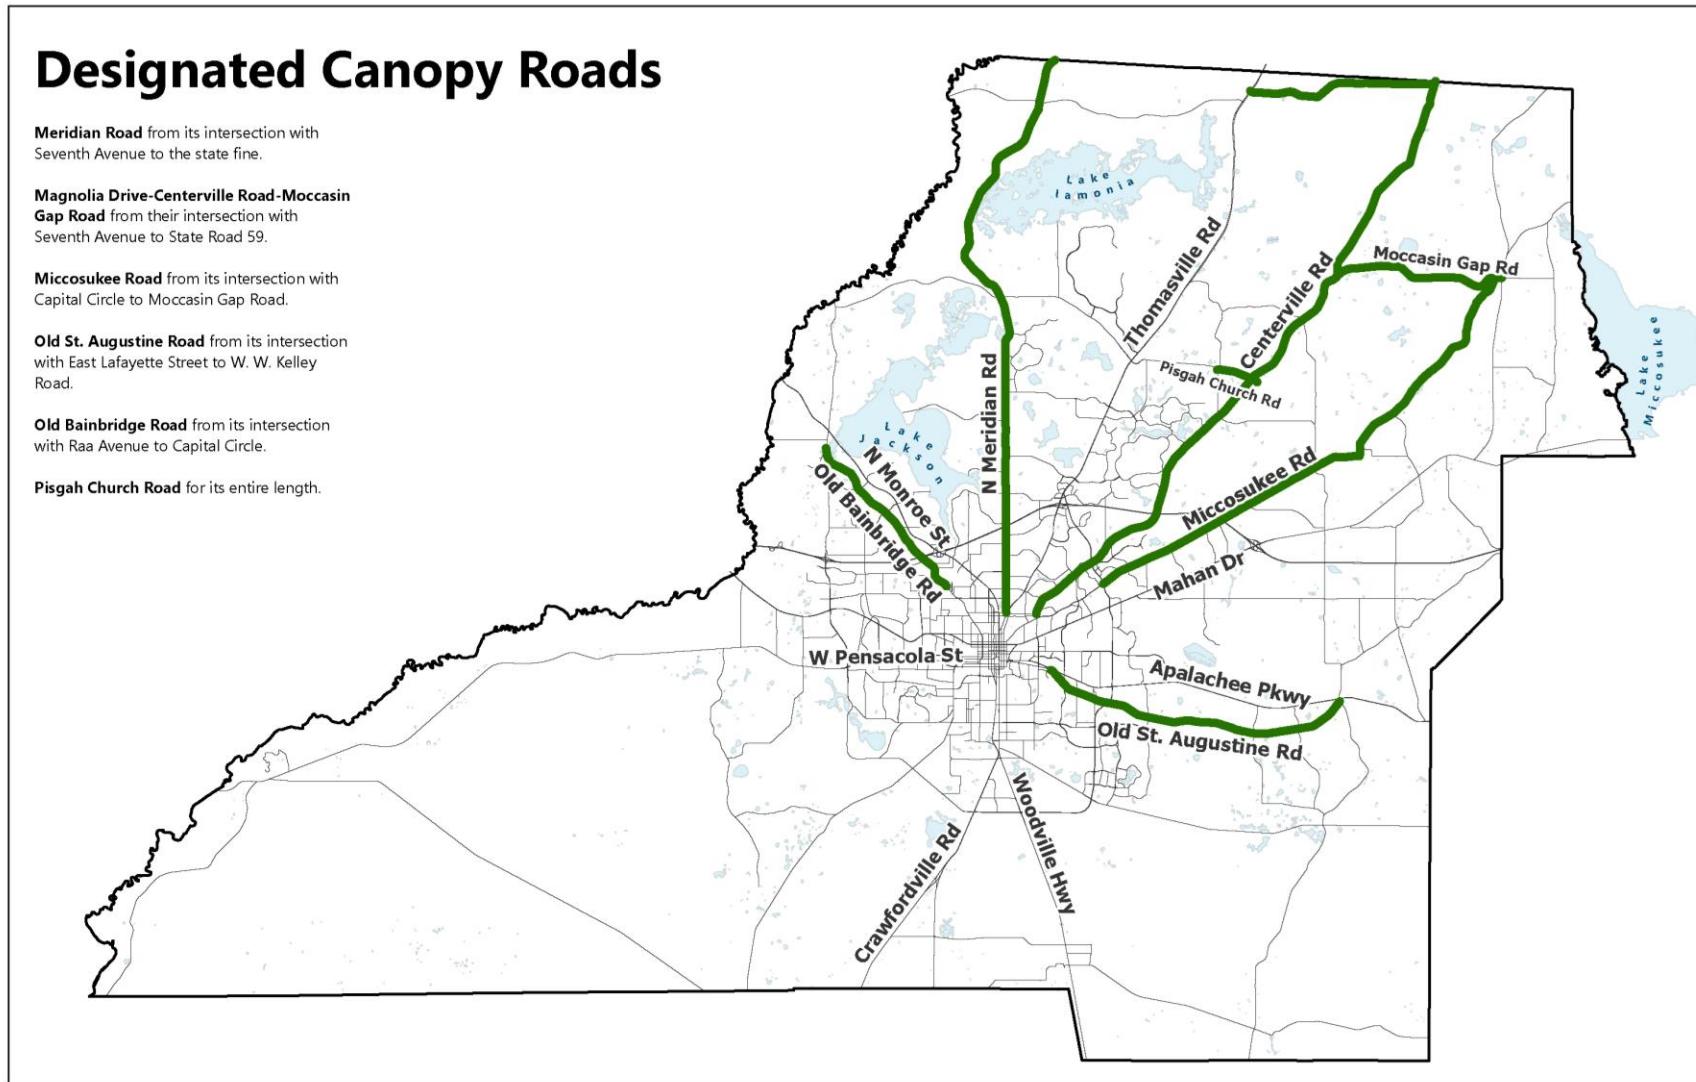 Designated Canopy Roads
Meridian Road from its intersection with
Seventh Avenue to the state fine.
Magnolia Drive-Centerville Road-Moccasin
Gap Road from their intersection with
Seventh Avenue to State Road 59.
Miccosukee Road from its intersection with
Capital Circle to Moccasin Gap Road.
Old St. Augustine Road from its intersection
with East Lafayette Street to W. W. Kelley
Road.
Old Bainbridge Road from its intersection
with Raa Avenue to Capital Circle.
Pisgah Church Road for its entire length.
Lake
Iamonia
Thomasville Rd
Moccasin Gap Rd
Centerville Rd
Lake
Miccosukee
N Meridian Rd
Pisgah Church Rd
Lake
Jackson
N Monroe St
Old Bainbridge Rd
Miccosukee Rd
Mahan Dr
W Pensacola St
Apalachee Pkwy
Old St. Augustine Rd
Woodville Hwy
Crawfordville Rd